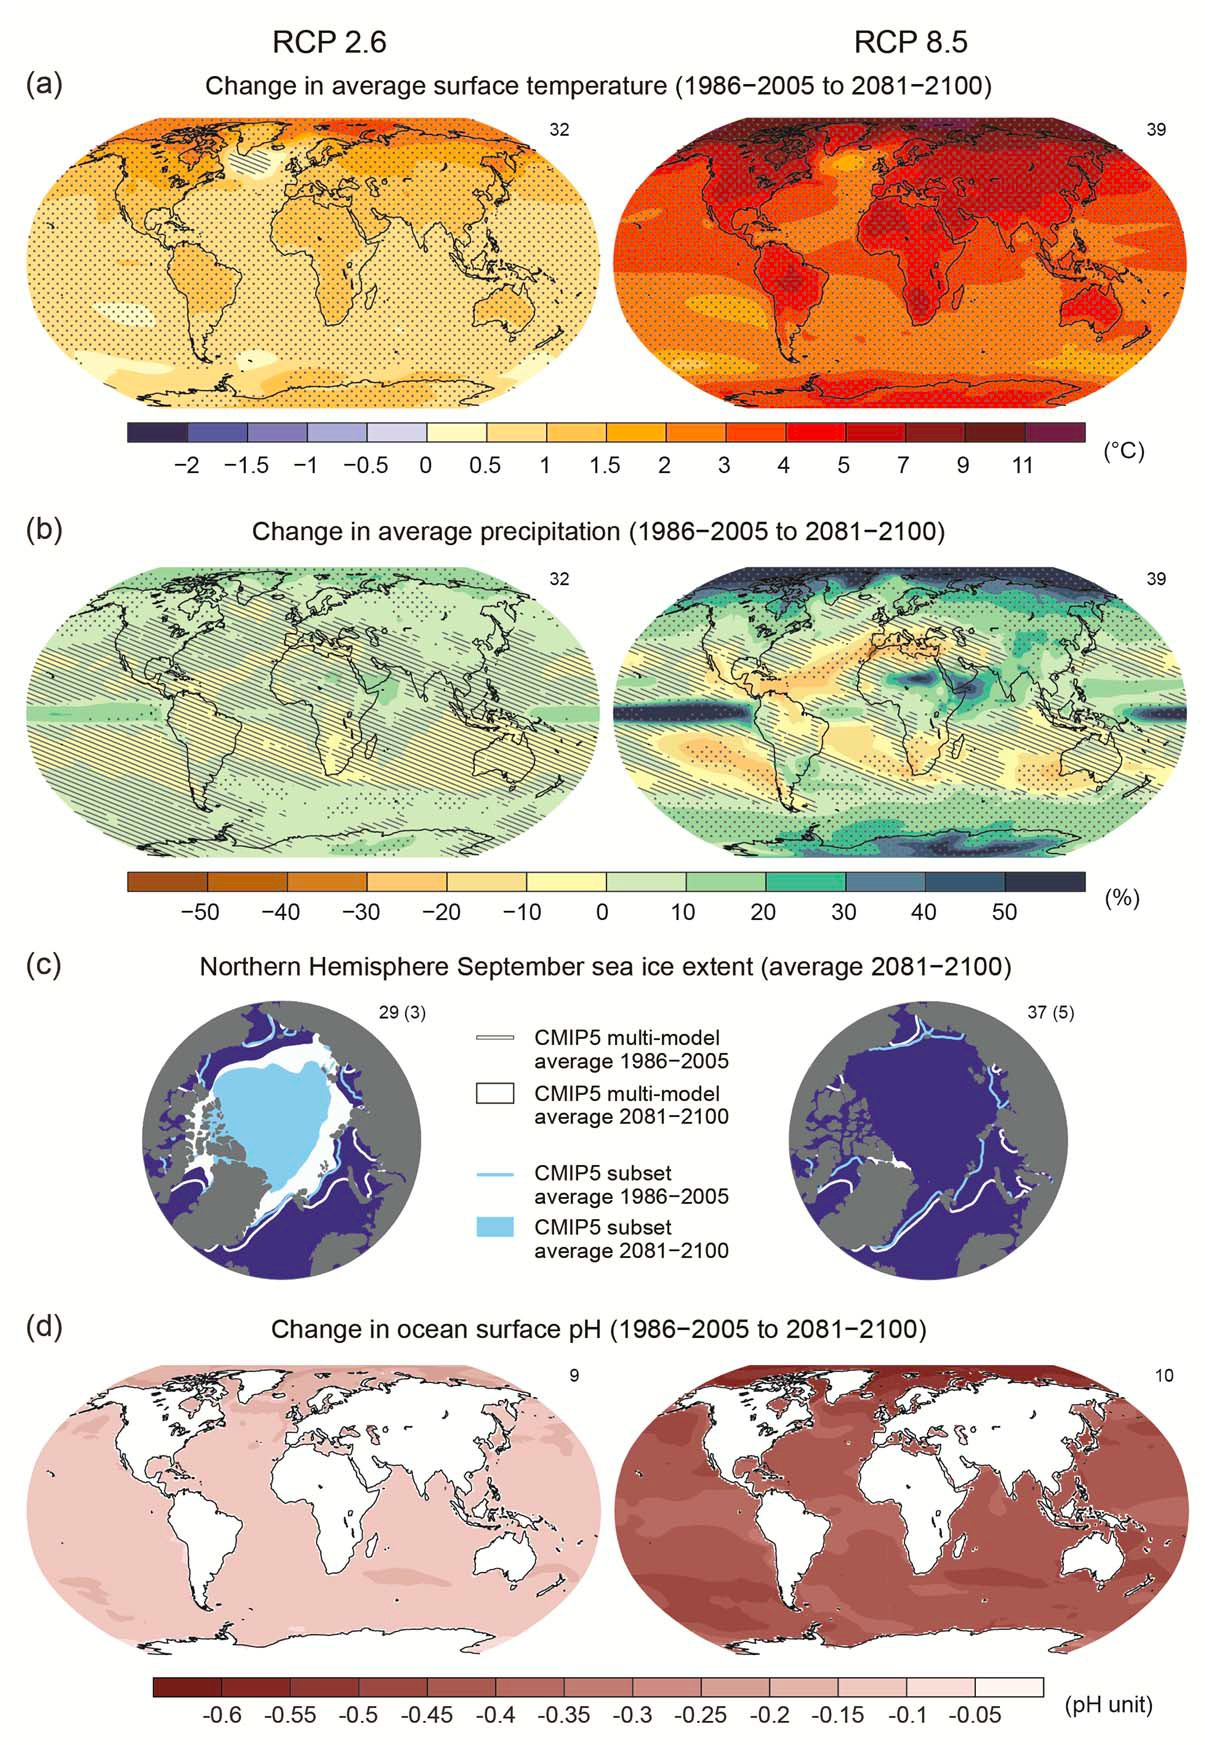 RCP 2.6
RCP 8.5
(a)
Change in average surface temperature (1986−2005 to 2081−2100)
32
39
−2 −1.5 −1 −0.5 0 0.5 1 1.5 2 3 4 5 7 9 11
(°C)
(b)
Change in average precipitation (1986−2005 to 2081−2100)
32
39
−50 −40 −30 −20 −10 0 10 20 30 40 50
(%)
(c)
Northern Hemisphere September sea ice extent (average 2081−2100)
29 (3)
37 (5)
CMIP5 multi-model
average 1986−2005
CMIP5 multi-model
average 2081−2100
CMIP5 subset
average 1986−2005
CMIP5 subset
average 2081−2100
(d)
Change in ocean surface pH (1986−2005 to 2081−2100)
9
10
-0.6 -0.55 -0.5 -0.45 -0.4 -0.35 -0.3 -0.25 -0.2 -0.15 -0.1 -0.05
(pH unit)